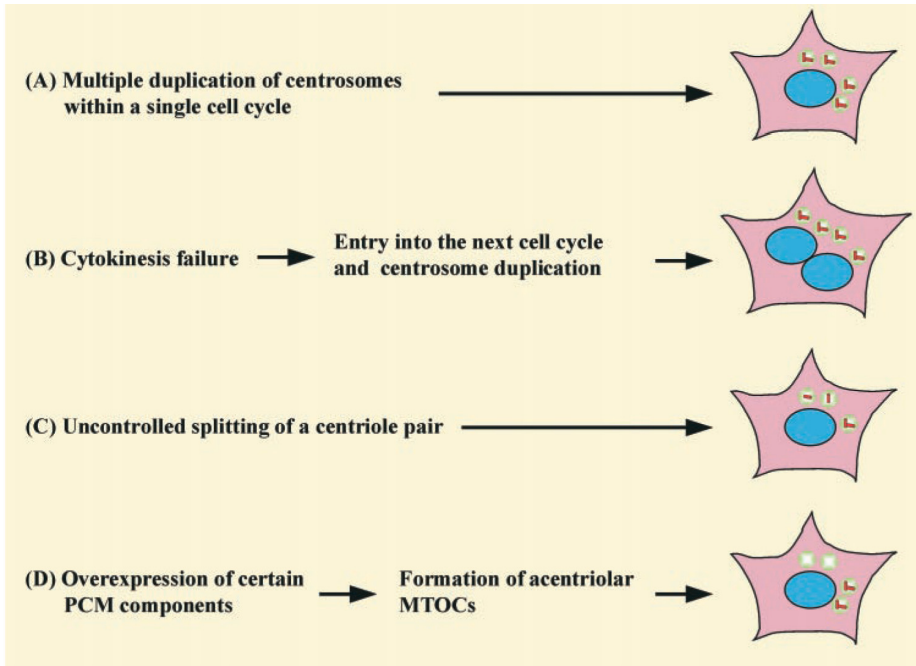 (A) Multiple duplication of centrosomes
within a single cell cycle
(B) Cytokinesis failure
Entry into the next cell cycle
and centrosome duplication
(C) Uncontrolled splitting of a centriole pair
(D) Overexpression of certain
PCM components
Formation of acentriolar
MTOCs